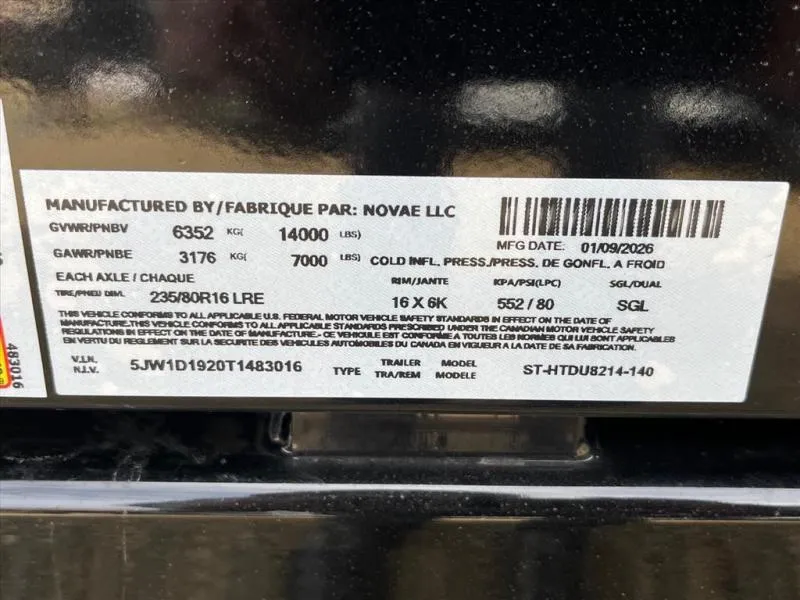 MANUFACTURED BY/FABRIQUE PAR: NOVAE LLC
GVWR/PNBV 6352 KG( 14000 LBS)
MFG DATE: 01/09/2026
GAWR/PNBE 3176 KG( 7000 LBS) COLD INFL. PRESS./PRESS. DE GONFL. A FROID
EACH AXLE / CHAQUE RIM/JANTE KPA/PSI(LPC) SGL/DUAL
TIRE/PNEU DIM. 235/80R16 LRE 16 X 6K 552 / 80 SGL
THIS VEHICLE CONFORMS TO ALL APPLICABLE U.S. FEDERAL MOTOR VEHICLE SAFETY STANDARDS IN EFFECT ON THE DATE OF
MANUFACTURE.THIS VEHICLE CONFORMS TO ALL APPLICABLE STANDARDS PRESCRIBED UNDER THE CANADIAN MOTOR VEHICLE SAFETY
REGULATIONS IN EFFECT ON THE DATE OF MANUFACTURE.- CE VEHICULE EST CONFORME A TOUTES LES NORMES QUI LUI SONT APPLICABLES
EN VERTU DU REGLEMENT SUR LA SECURITE DES VEHICULES AUTOMOBILES DU CANADA EN VIGUEUR A LA DATE DE SA FABRICATION.
V.I.N. 5JW1D1920T1483016 TYPE TRAILER MODEL ST-HTDU8214-140
N.I.V. TRA/REM MODELE
483016